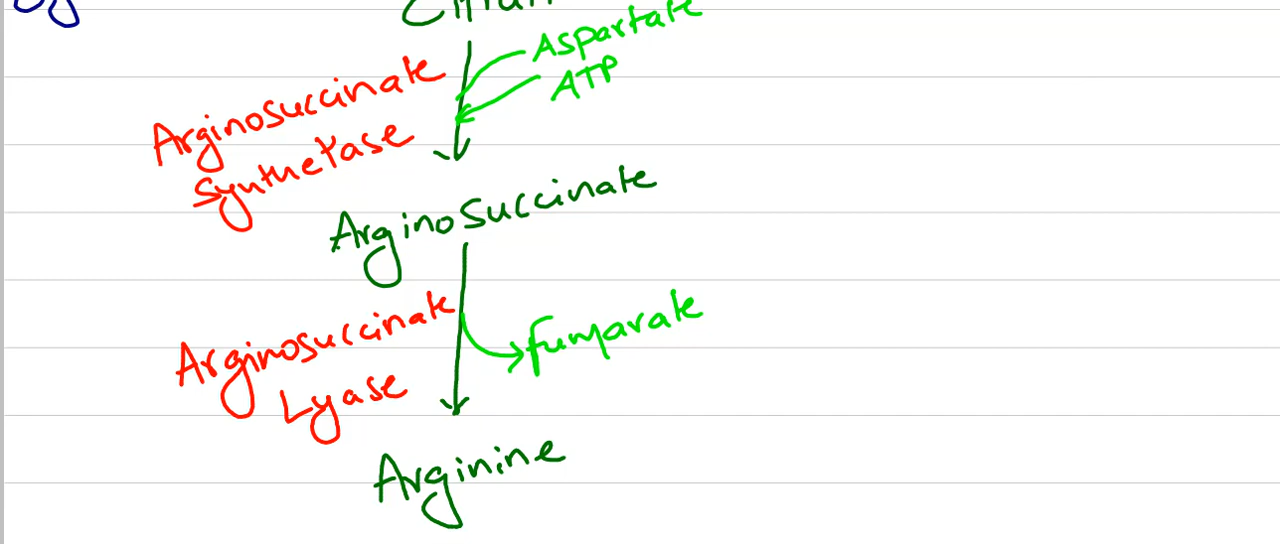 Aspartate
ATP
Arginosuccinate
Synthetase
Arginosuccinate
Arginosuccinate
Lyase
fumarate
Arginine